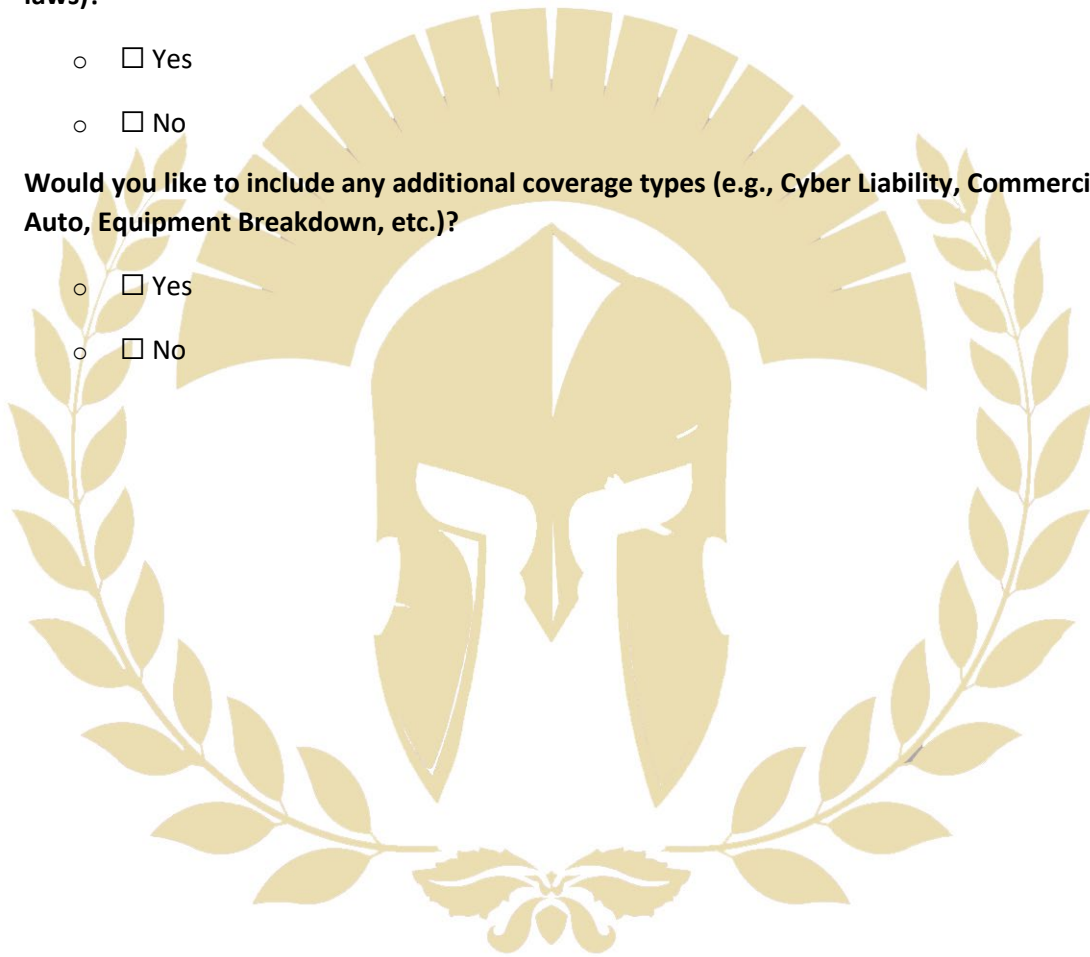 laws)?
o ☐ Yes
o ☐ No
Would you like to include any additional coverage types (e.g., Cyber Liability, Commerci
Auto, Equipment Breakdown, etc.)?
o ☐ Yes
o ☐ No